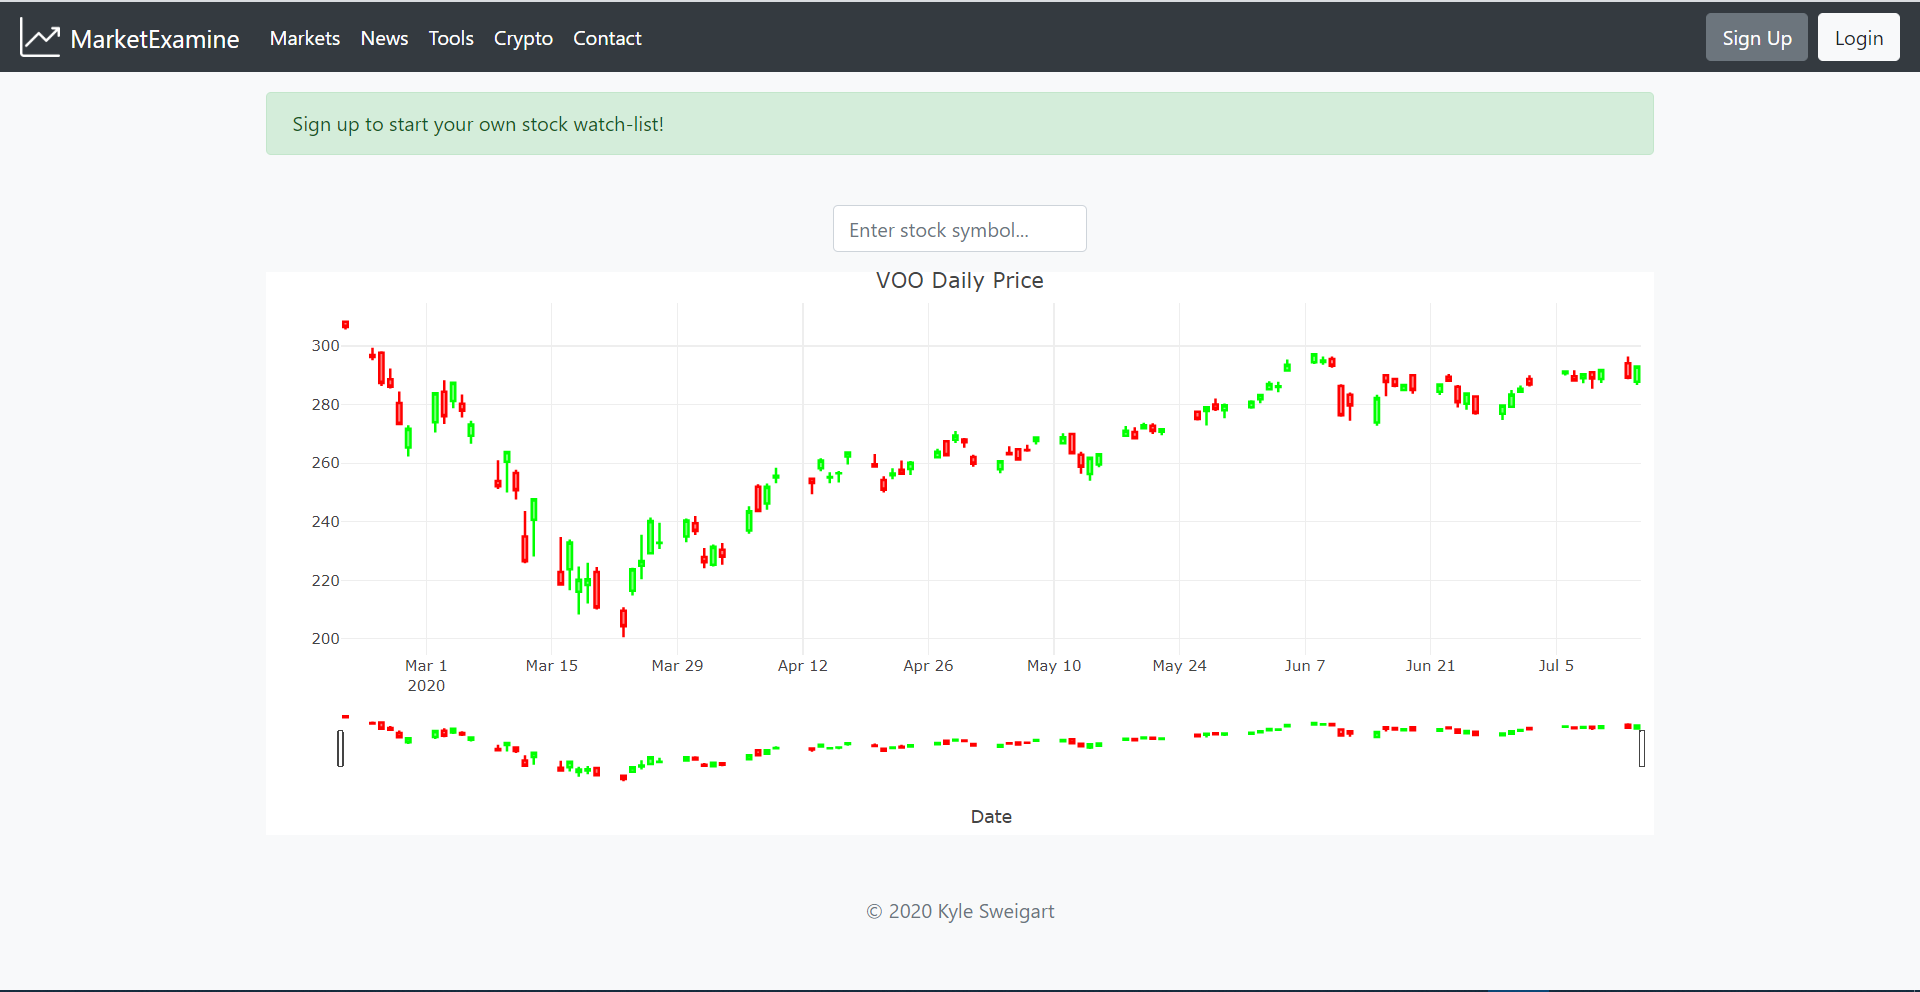 MarketExamine Markets News Tools Crypto Contact Sign Up Login
Sign up to start your own stock watch-list!
Enter stock symbol...
VOO Daily Price
300
280
260
240
220
200
Mar 1 Mar 15 Mar 29 Apr 12 Apr 26 May 10 May 24 Jun 7 Jun 21 Jul 5
2020
Date
© 2020 Kyle Sweigart